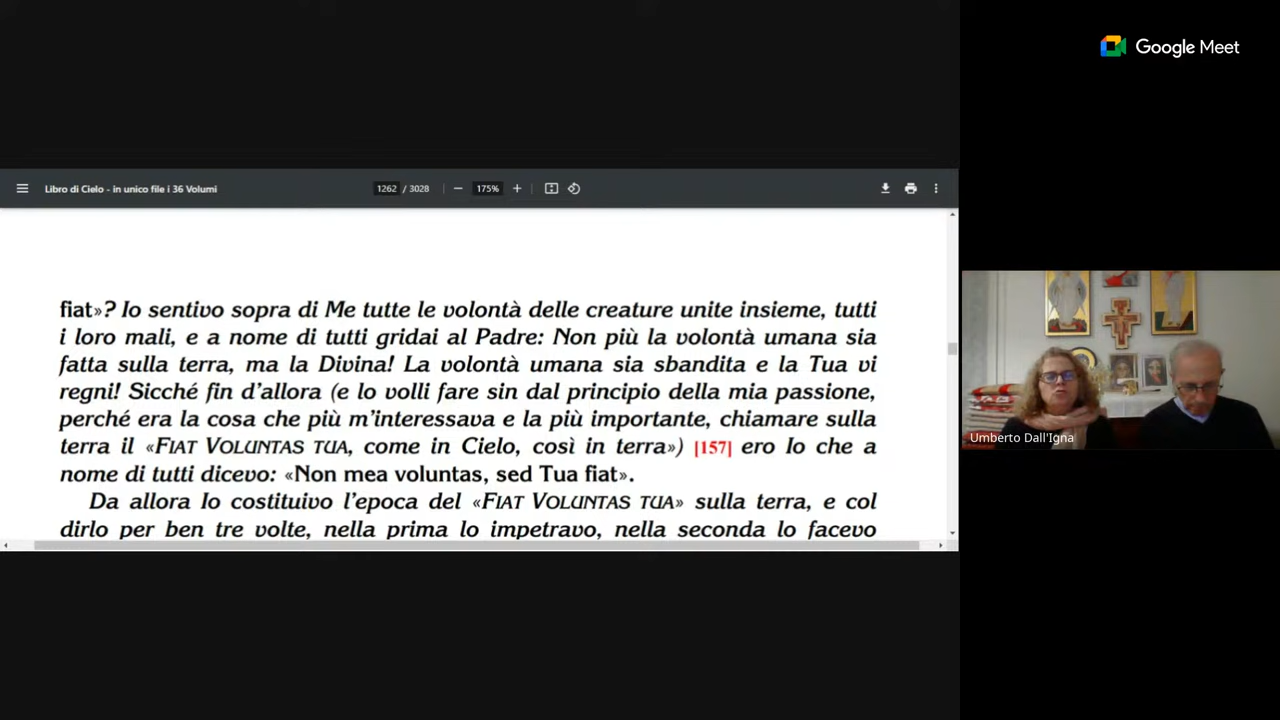 Google Meet
Libro di Cielo - in unico file i 36 Volumi
1262 / 3028
175%
fiat»? Io sentivo sopra di Me tutte le volontà delle creature unite insieme, tutti
i loro mali, e a nome di tutti gridai al Padre: Non più la volontà umana sia
fatta sulla terra, ma la Divina! La volontà umana sia sbandita e la Tua vi
regni! Sicché fin d'allora (e lo volli fare sin dal principio della mia passione,
perché era la cosa che più m'interessava e la più importante, chiamare sulla
terra il «FIAT VOLUNTAS TUA, come in Cielo, così in terra») [157] ero Io che a
nome di tutti dicevo: «Non mea voluntas, sed Tua fiat».
Da allora Io costituivo l'epoca del «FIAT VOLUNTAS TUA» sulla terra, e col
dirlo per ben tre volte, nella prima lo impetravo, nella seconda lo facevo
Umberto Dall'Igna